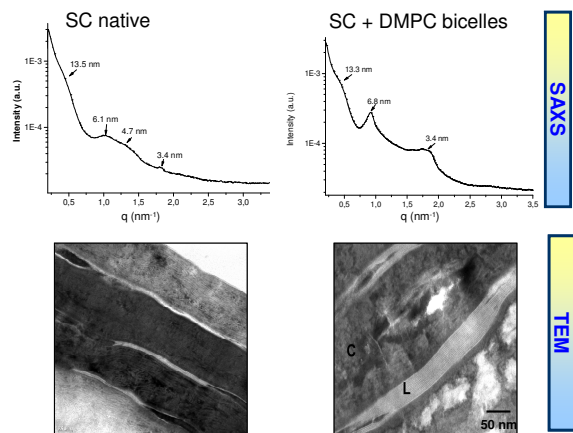 SC native
SC + DMPC bicelles
SAXS
1E-3
1E-4
Intensity (a.u.)
13.5 nm
6.1 nm
4.7 nm
3.4 nm
0.5 1.0 1.5 2.0 2.5 3.0
q (nm⁻¹)
1E-3
1E-4
Intensity (a.u.)
13.3 nm
6.8 nm
3.4 nm
0,5 1,0 1,5 2,0 2,5 3,0 3,5
q (nm⁻¹)
TEM
C
L
50 nm